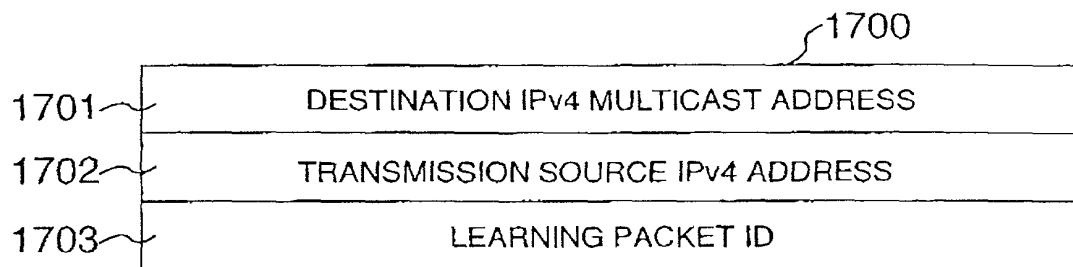 1700
1701 DESTINATION IPv4 MULTICAST ADDRESS
1702 TRANSMISSION SOURCE IPv4 ADDRESS
1703 LEARNING PACKET ID